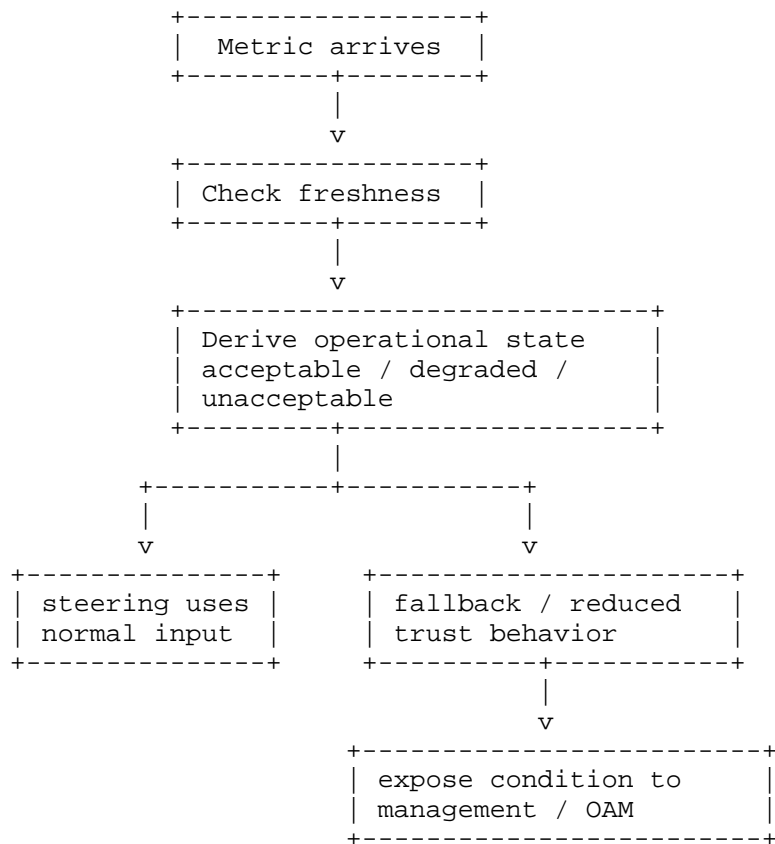 Metric arrives
Check freshness
Derive operational state
acceptable / degraded /
unacceptable
steering uses
normal input
fallback / reduced
trust behavior
expose condition to
management / OAM